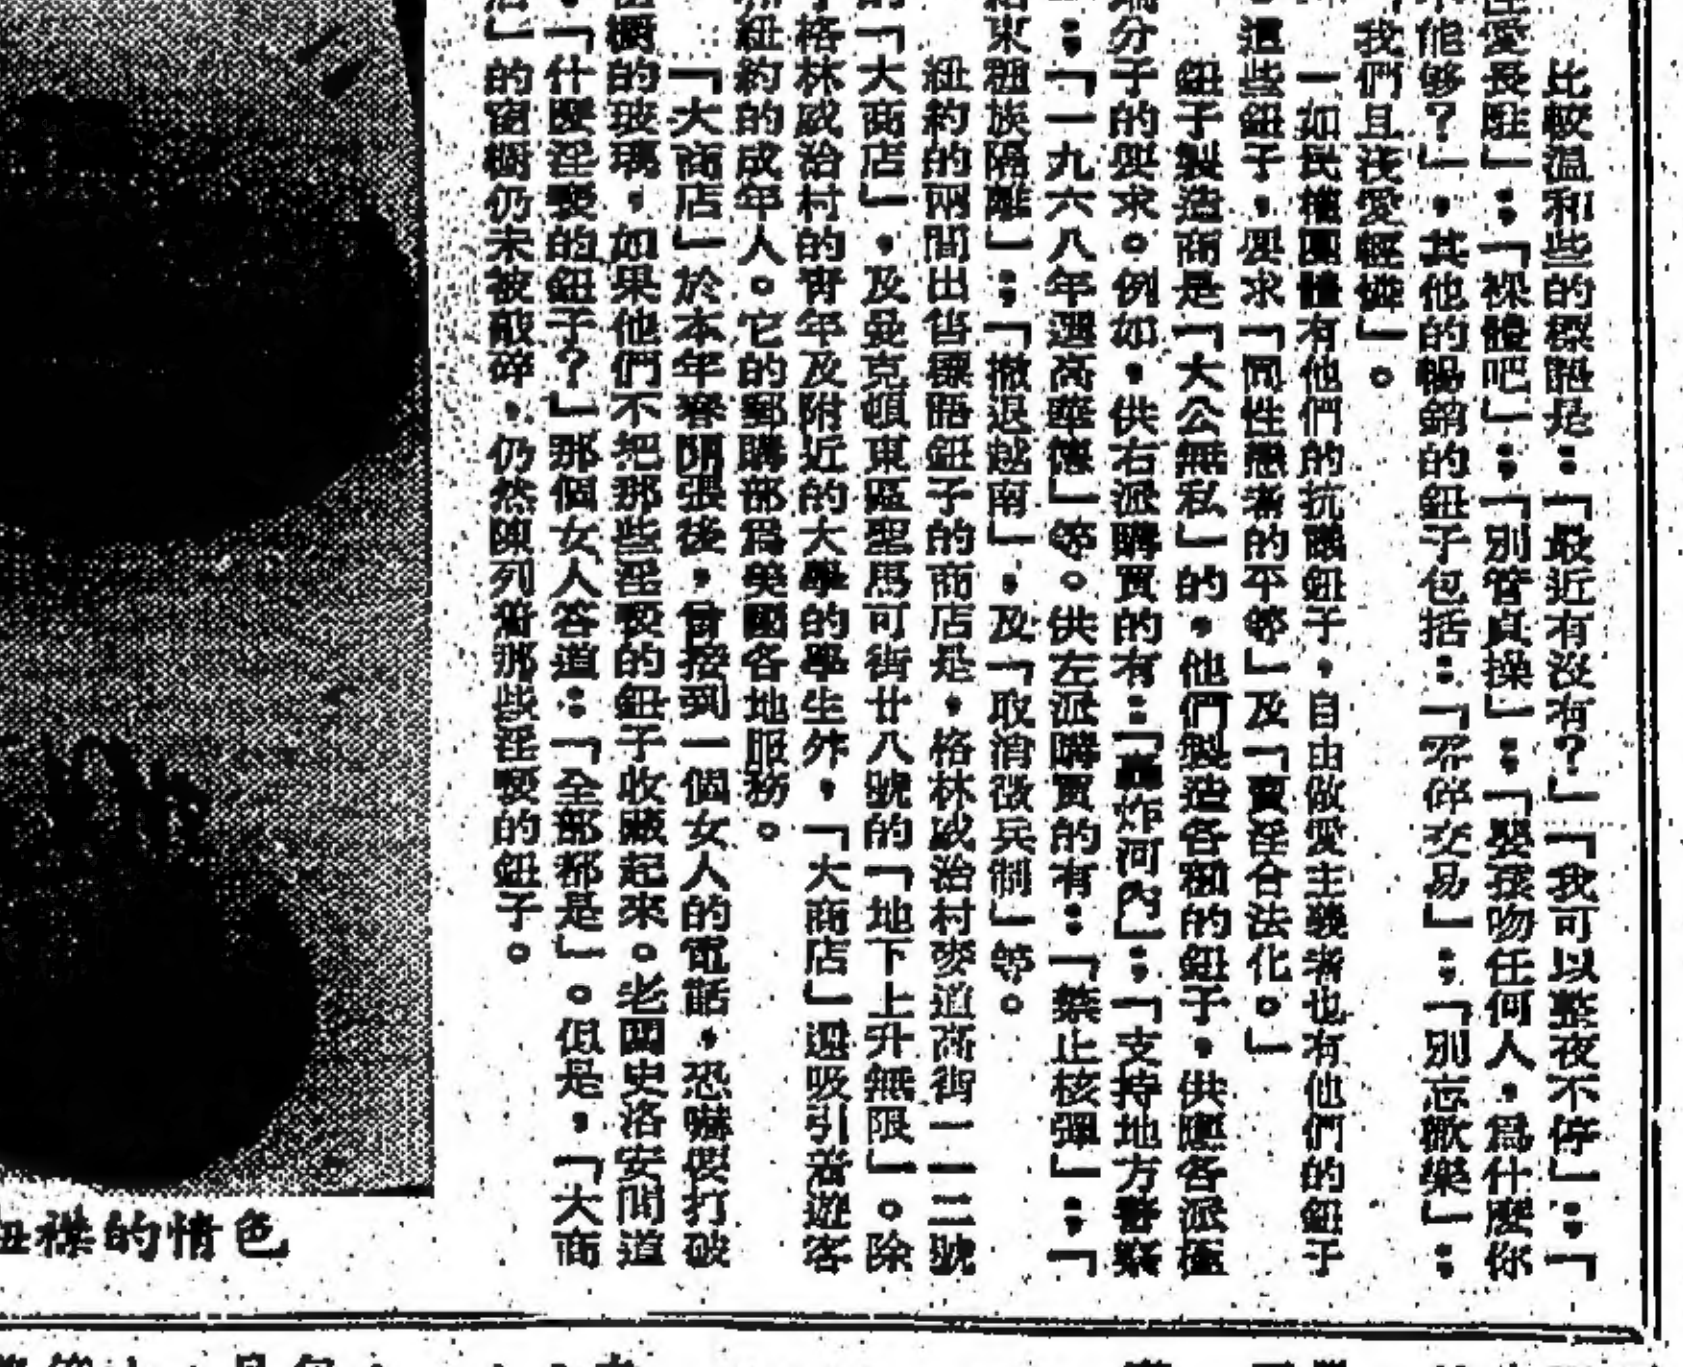 比較溫和些的標語是：「最近有沒有？」「我可以整夜不停」；「
愛長駐」；「裸體吧」；「別管貞操」；「嬰孩吻任何人，為什麼你
能够？」，其他的暢銷的鈕子包括：「不停交易」；「別忘歡樂」；
我們且淺愛輕憐」。
一如民權團體有他們的抗議鈕子，自由做愛主義者也有他們的鈕子
這些鈕子，要求「同性戀者的平等」及「賣淫合法化。」
鈕子製造商是「大公無私」的，他們製造各種的鈕子，供應各派極
端分子的要求。例如，供右派購買的有：「轟炸河內」；「支持地方警察
；「一九六八年選高華德」等。供左派購買的有：「禁止核彈」；「
結束種族隔離」；「撤退越南」，及「取消徵兵制」等。
紐約的兩間出售標語鈕子的商店是，格林威治村麥道高街一一三號
的「大商店」，及曼克頓東區聖馬可街廿八號的「地下上升無限」。除
格林威治村的青年及附近的大學的學生外，「大商店」還吸引着遊客
紐約的成年人。它的郵購部為美國各地服務。
「大商店」於本年春開張後，曾接到一個女人的電話，恐嚇要打破
櫥的玻璃，如果他們不把那些淫褻的鈕子收藏起來。老闆史洛安問道
，「什麼淫褻的鈕子？」那個女人答道：「全部都是」。但是，「大商
店」的窗櫥仍未被敲碎，仍然陳列着那些淫褻的鈕子。
襟的情色